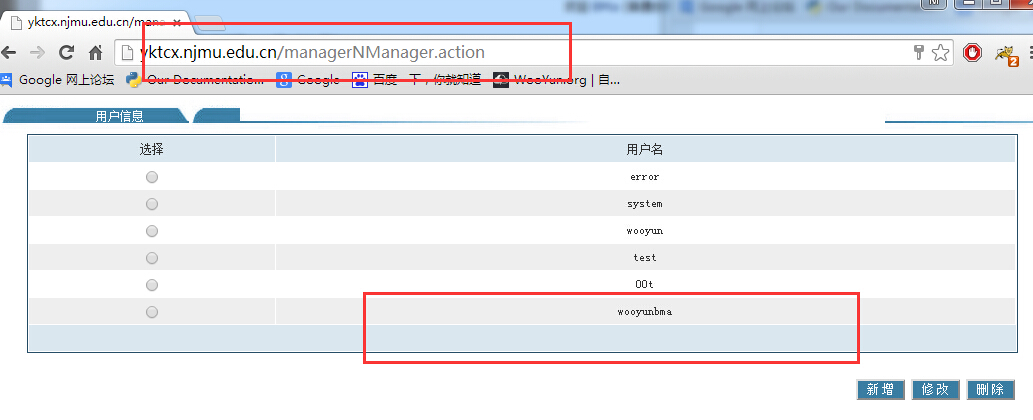 yktcx.njmu.edu.cn/mana
yktcx.njmu.edu.cn/managerNManager.action
Google 网上论坛 Our Documentatio... Google 百度一下，你就知道 WooYun.org | 自...
用户信息
选择 用户名
error
system
wooyun
test
00t
wooyunbma
新增 修改 删除